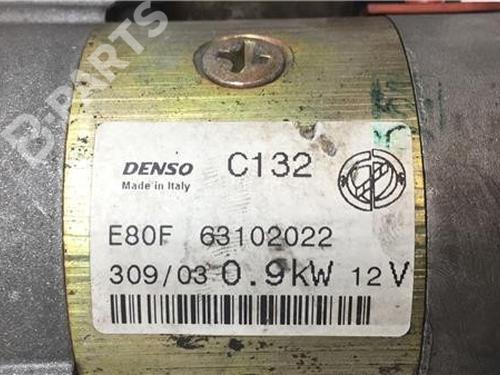 B-PARTS
DENSO C132
Made in Italy
E80F 63102022
309/03 0.9kW 12V